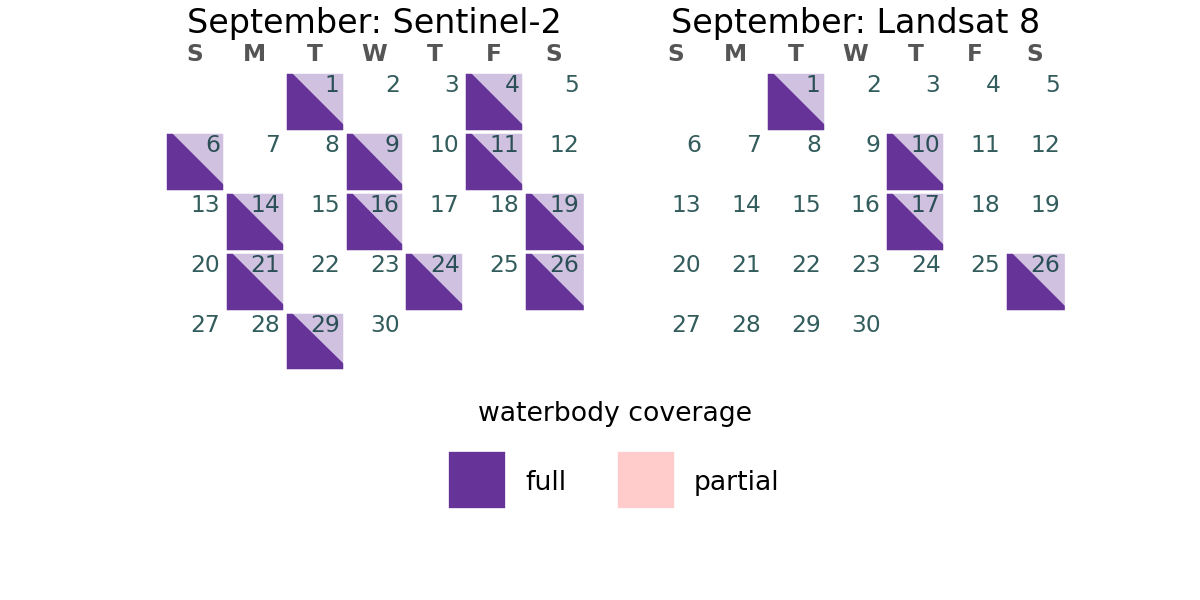 September: Sentinel-2
S M T W T F S
1 2 3 4 5
6 7 8 9 10 11 12
13 14 15 16 17 18 19
20 21 22 23 24 25 26
27 28 29 30
September: Landsat 8
S M T W T F S
1 2 3 4 5
6 7 8 9 10 11 12
13 14 15 16 17 18 19
20 21 22 23 24 25 26
27 28 29 30
waterbody coverage
full partial